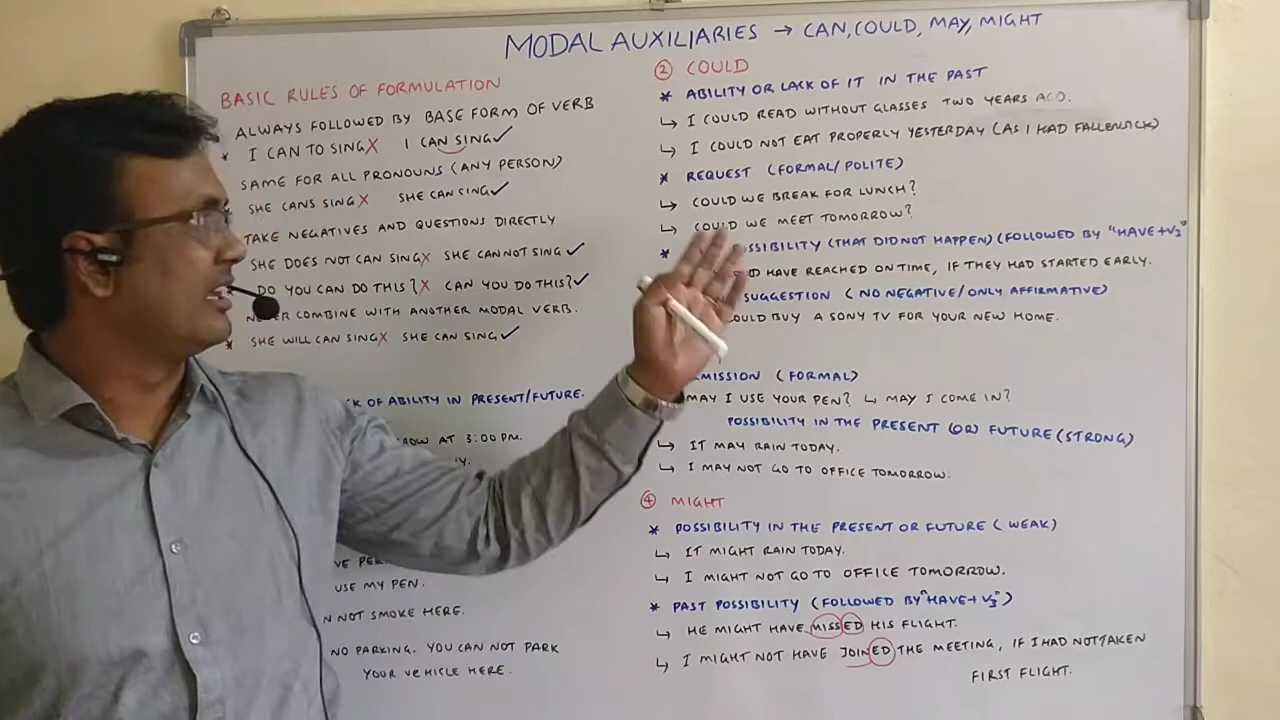 MODAL AUXILIARIES → CAN, COULD, MAY, MIGHT
BASIC RULES OF FORMULATION
ALWAYS FOLLOWED BY BASE FORM OF VERB
* I CAN TO SING X I CAN SING ✓
SAME FOR ALL PRONOUNS (ANY PERSON)
* SHE CANS SING X SHE CAN SING ✓
TAKE NEGATIVES AND QUESTIONS DIRECTLY
SHE DOES NOT CAN SING X SHE CAN NOT SING ✓
* DO YOU CAN DO THIS? X CAN YOU DO THIS? ✓
COMBINE WITH ANOTHER MODAL VERB.
* SHE WILL CAN SING X SHE CAN SING ✓
OF ABILITY IN PRESENT/FUTURE.
AT 3:00 PM.
USE MY PEN.
NOT SMOKE HERE.
NO PARKING. YOU CAN NOT PARK
YOUR VEHICLE HERE.
② COULD
* ABILITY OR LACK OF IT IN THE PAST
↳ I COULD READ WITHOUT GLASSES TWO YEARS AGO.
↳ I COULD NOT EAT PROPERLY YESTERDAY (AS I HAD FALLEN SICK)
* REQUEST (FORMAL/POLITE)
↳ COULD WE BREAK FOR LUNCH?
↳ COULD WE MEET TOMORROW?
* OSSIBILITY (THAT DID NOT HAPPEN) (FOLLOWED BY "HAVE+V3"
HAVE REACHED ON TIME, IF THEY HAD STARTED EARLY.
SUGGESTION (NO NEGATIVE/ONLY AFFIRMATIVE)
OULD BUY A SONY TV FOR YOUR NEW HOME.
MISSION (FORMAL)
MAY I USE YOUR PEN? ↳ MAY I COME IN?
POSSIBILITY IN THE PRESENT (OR) FUTURE (STRONG)
↳ IT MAY RAIN TODAY.
↳ I MAY NOT GO TO OFFICE TOMORROW.
④ MIGHT
* POSSIBILITY IN THE PRESENT OR FUTURE (WEAK)
↳ IT MIGHT RAIN TODAY.
↳ I MIGHT NOT GO TO OFFICE TOMORROW.
* PAST POSSIBILITY (FOLLOWED BY "HAVE+V3")
↳ HE MIGHT HAVE MISSED HIS FLIGHT.
↳ I MIGHT NOT HAVE JOINED THE MEETING, IF I HAD NOT TAKEN
FIRST FLIGHT.